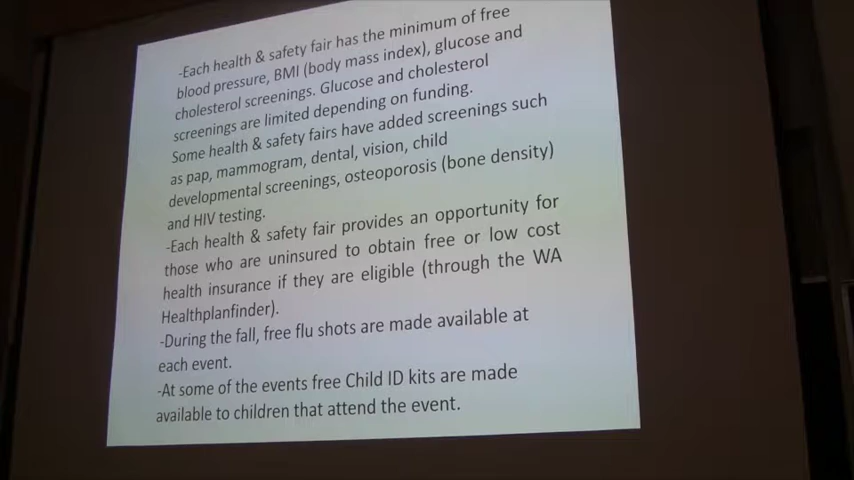 -Each health & safety fair has the minimum of free
blood pressure, BMI (body mass index), glucose and
cholesterol screenings. Glucose and cholesterol
screenings are limited depending on funding.
Some health & safety fairs have added screenings such
as pap, mammogram, dental, vision, child
developmental screenings, osteoporosis (bone density)
and HIV testing.
-Each health & safety fair provides an opportunity for
those who are uninsured to obtain free or low cost
health insurance if they are eligible (through the WA
Healthplanfinder).
-During the fall, free flu shots are made available at
each event.
-At some of the events free Child ID kits are made
available to children that attend the event.